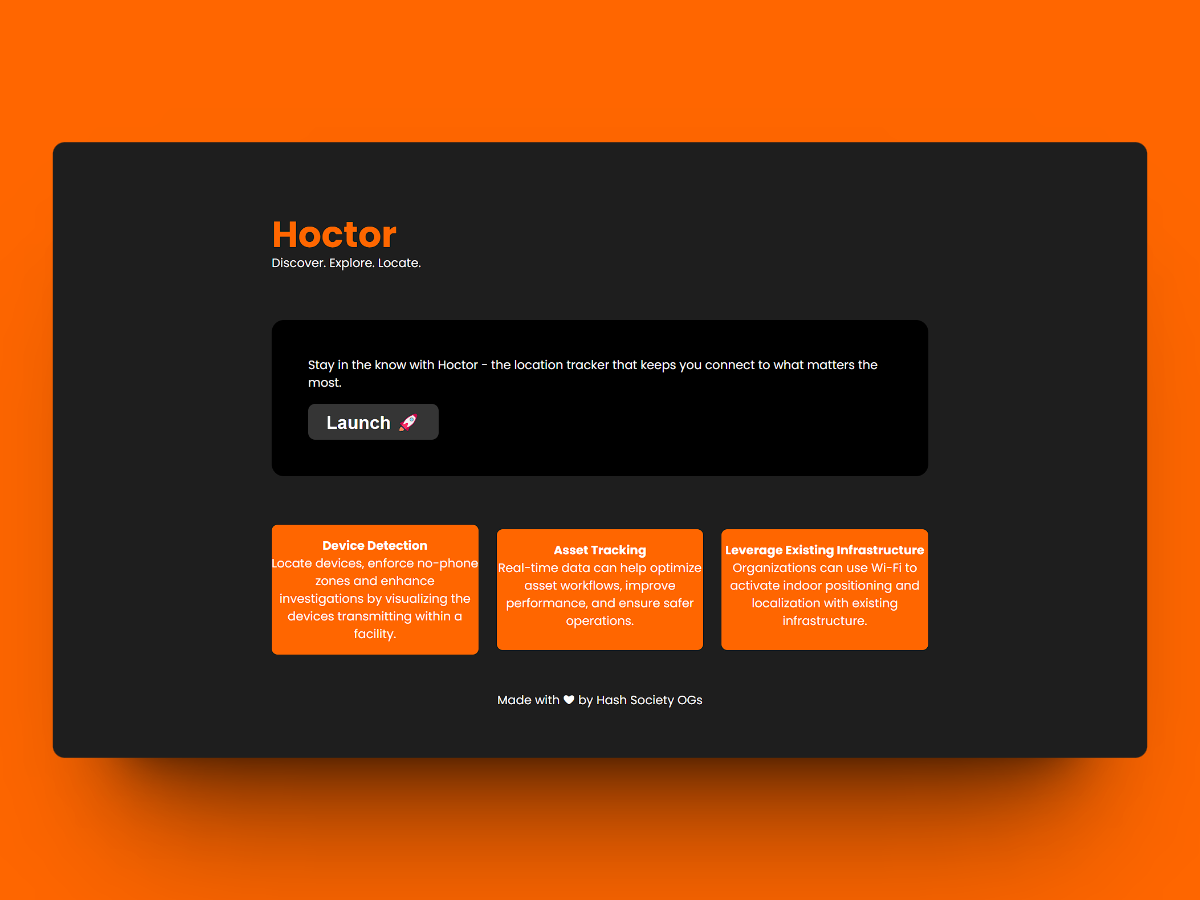 Hoctor
Discover. Explore. Locate.
Stay in the know with Hoctor - the location tracker that keeps you connect to what matters the
most.
Launch 🚀
Device Detection
Locate devices, enforce no-phone
zones and enhance
investigations by visualizing the
devices transmitting within a
facility.
Asset Tracking
Real-time data can help optimize
asset workflows, improve
performance, and ensure safer
operations.
Leverage Existing Infrastructure
Organizations can use Wi-Fi to
activate indoor positioning and
localization with existing
infrastructure.
Made with ♥ by Hash Society OGs